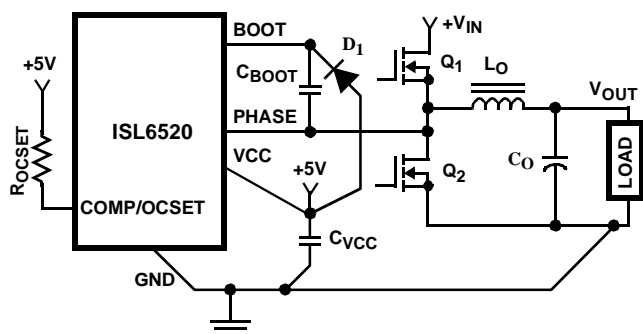 +VIN
BOOT
D1
+5V
CBOOT
Q1
LO
VOUT
ISL6520
PHASE
VCC
ROCSET
+5V
Q2
CO
LOAD
COMP/OCSET
CVCC
GND